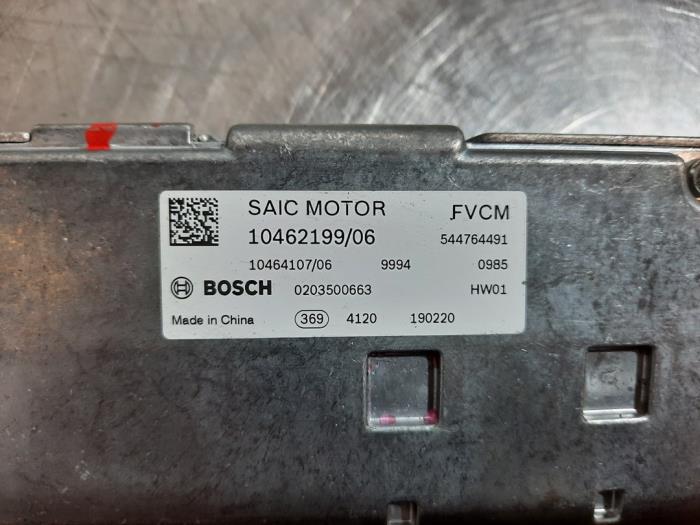 SAIC MOTOR FVCM
10462199/06 544764491
10464107/06 9994 0985
BOSCH 0203500663 HW01
Made in China 369 4120 190220